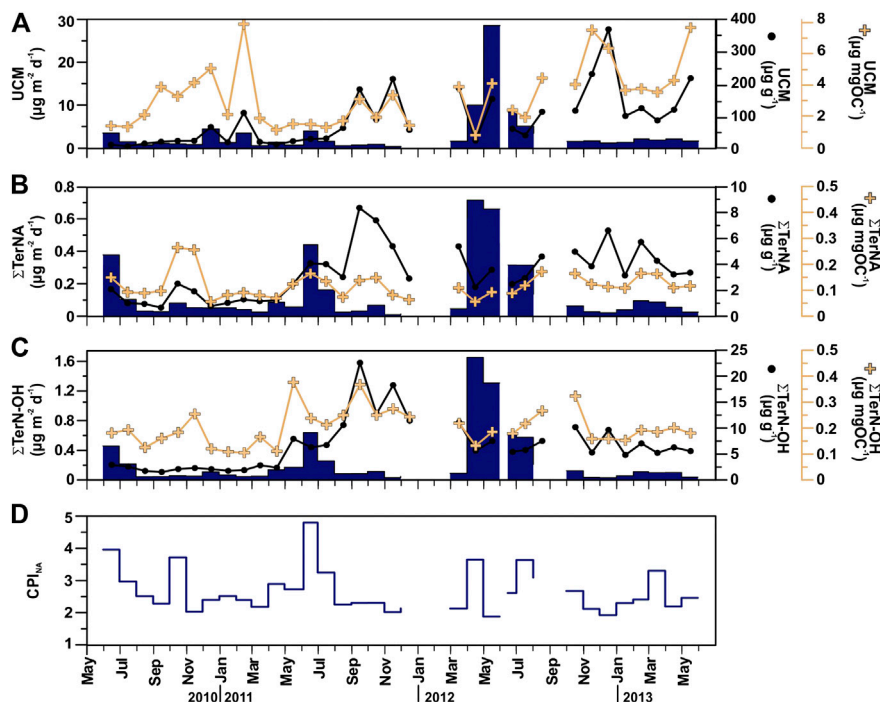 A
UCM
(µg m⁻² d⁻¹)
30
20
10
0
400
300
200
100
0
UCM
(µg g⁻¹)
8
6
4
2
0
UCM
(µg mgOC⁻¹)
B
ΣTerNA
(µg m⁻² d⁻¹)
0.8
0.6
0.4
0.2
0
10
8
6
4
2
0
ΣTerNA
(µg g⁻¹)
0.5
0.4
0.3
0.2
0.1
0
ΣTerNA
(µg mgOC⁻¹)
C
ΣTerN-OH
(µg m⁻² d⁻¹)
1.6
1.2
0.8
0.4
0
25
20
15
10
5
0
ΣTerN-OH
(µg g⁻¹)
0.5
0.4
0.3
0.2
0.1
0
ΣTerN-OH
(µg mgOC⁻¹)
D
CPI_NA
5
4
3
2
1
May Jul Sep Nov Jan Mar May Jul Sep Nov Jan Mar May Jul Sep Nov Jan Mar May
2010 2011 2012 2013